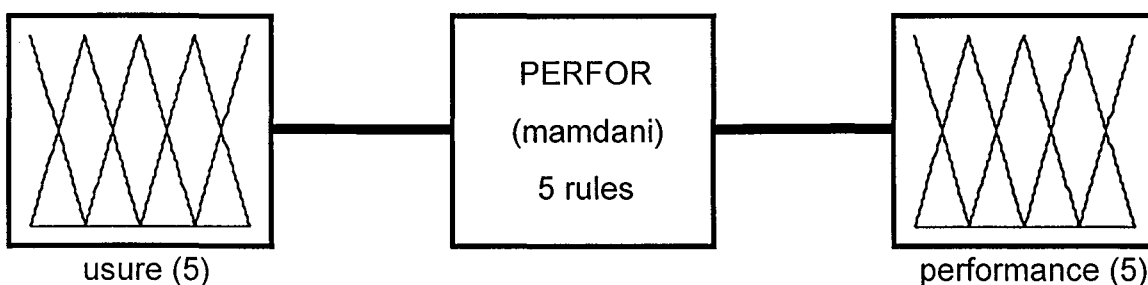 PERFOR
(mamdani)
5 rules
usure (5)
performance (5)